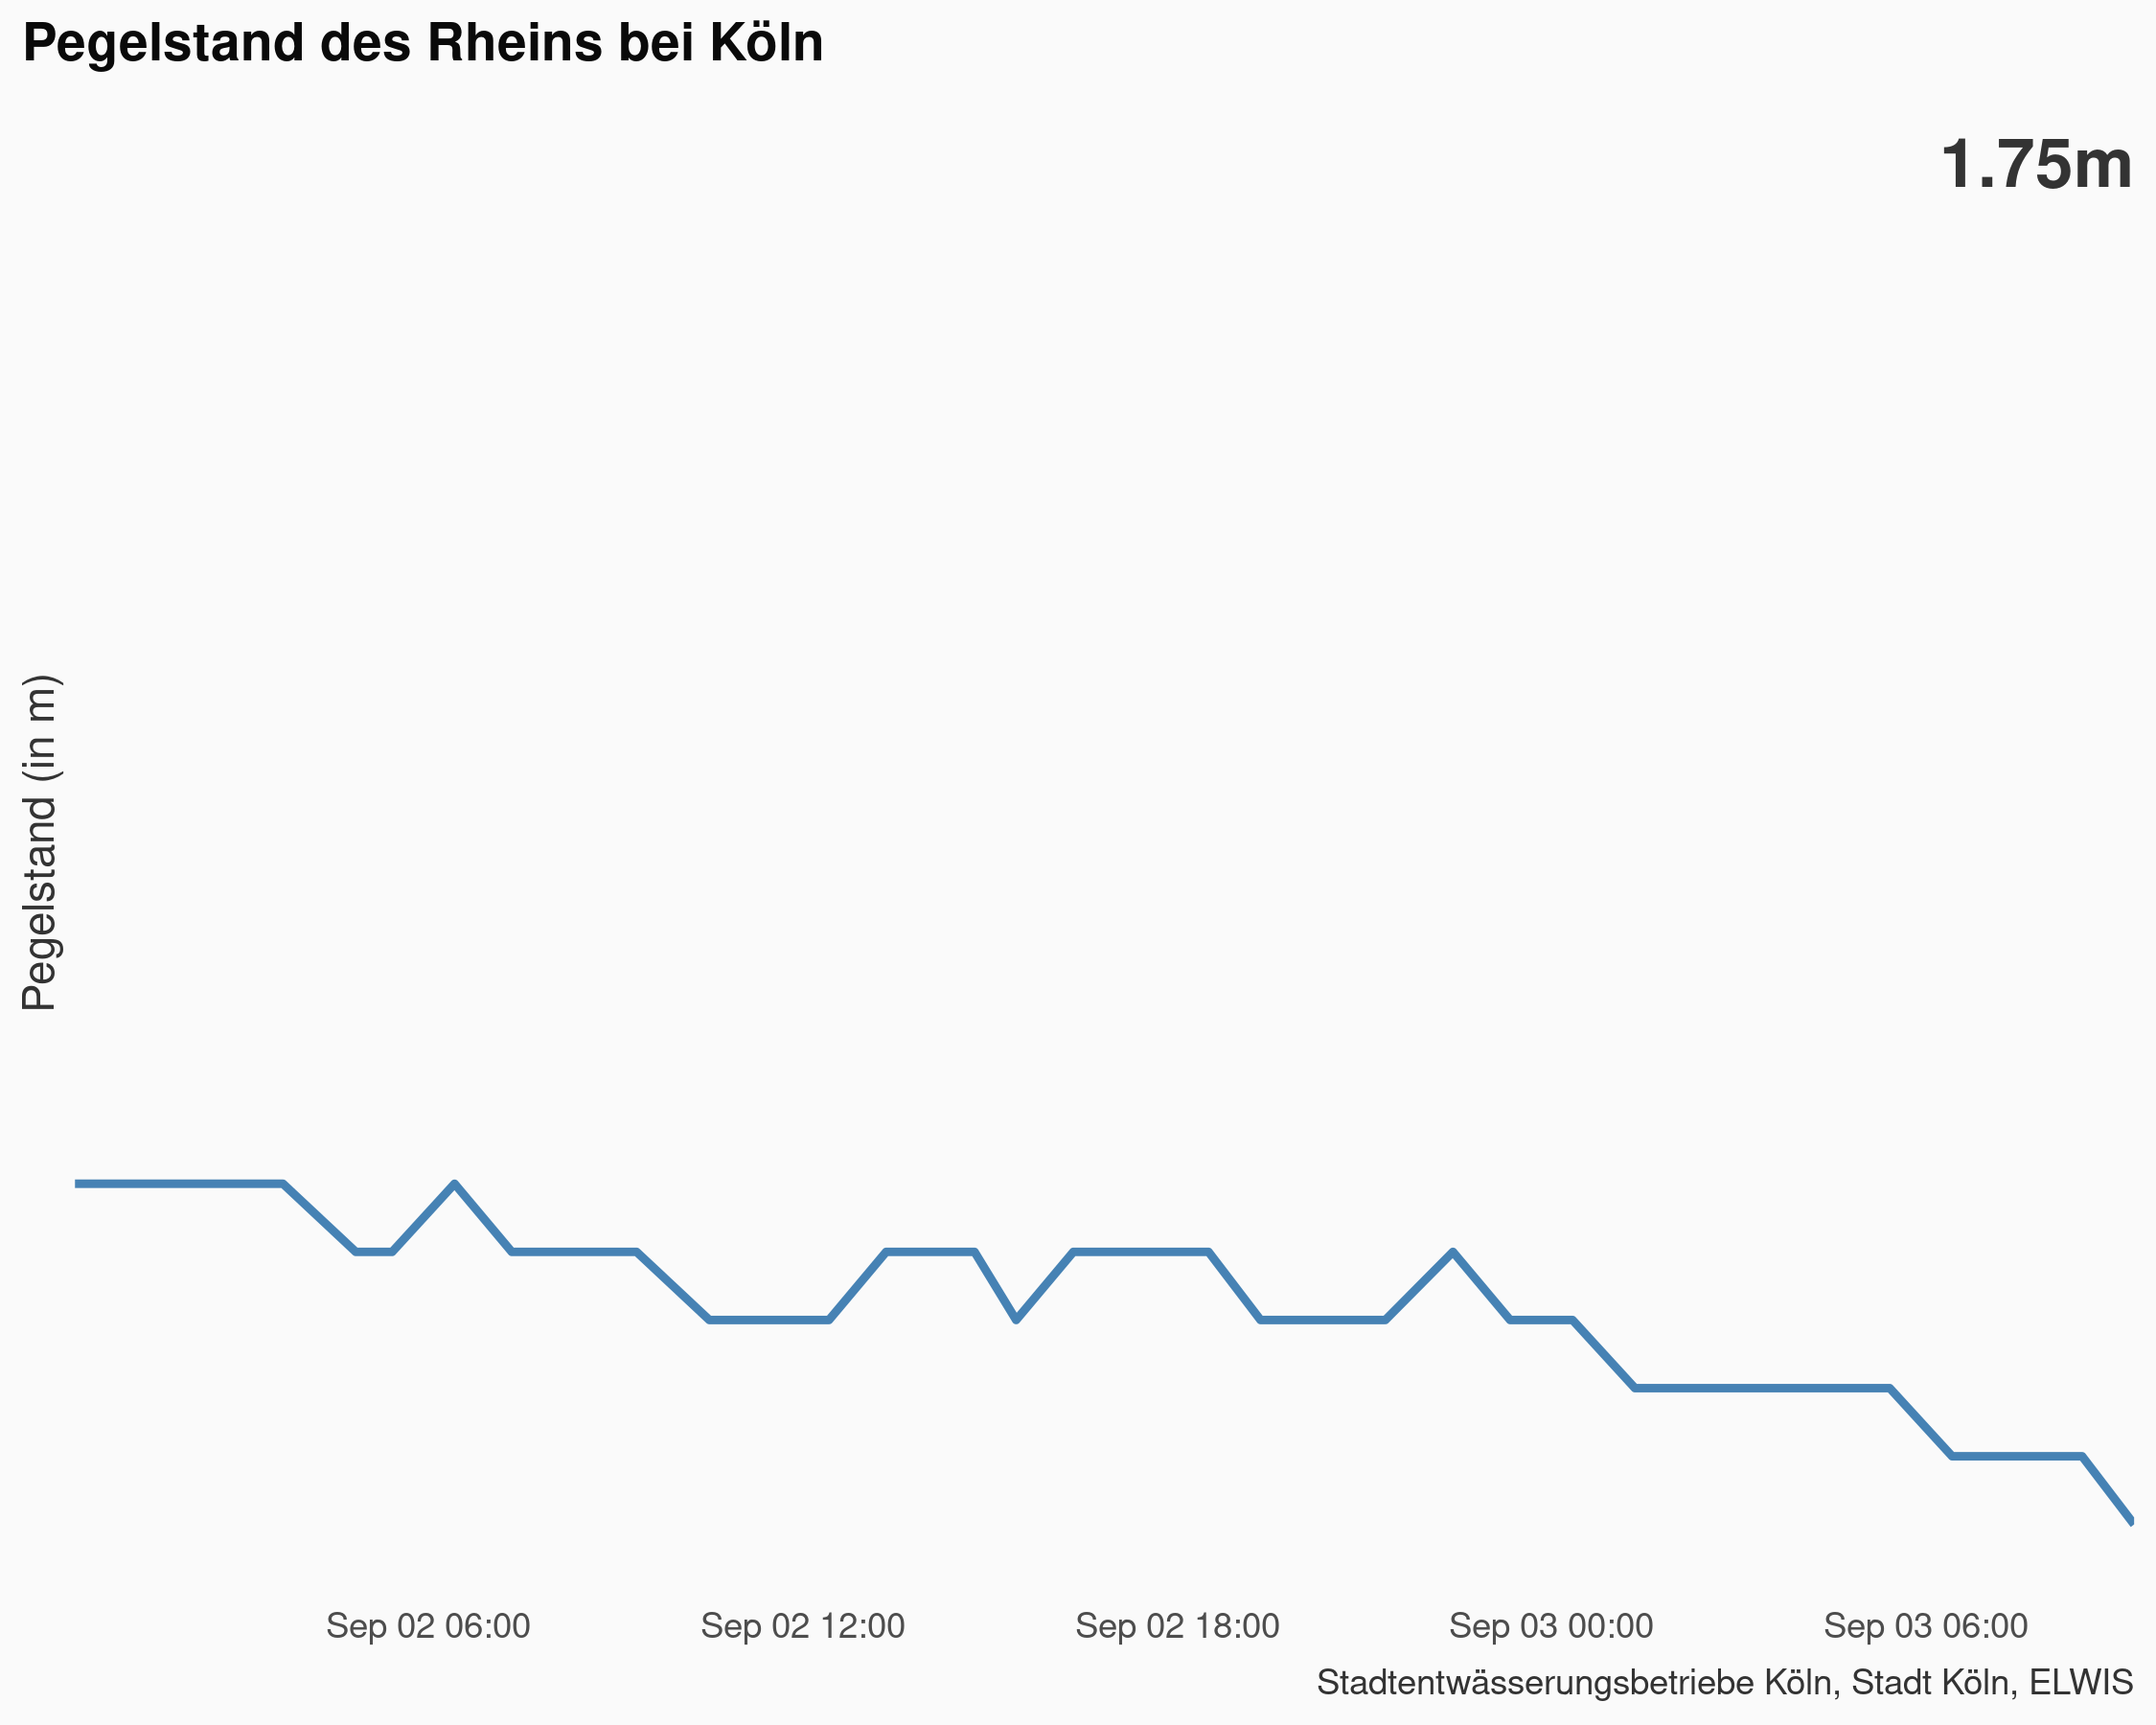 Pegelstand des Rheins bei Köln
1.75m
Pegelstand (in m)
Sep 02 06:00
Sep 02 12:00
Sep 02 18:00
Sep 03 00:00
Sep 03 06:00
Stadtentwässerungsbetriebe Köln, Stadt Köln, ELWIS